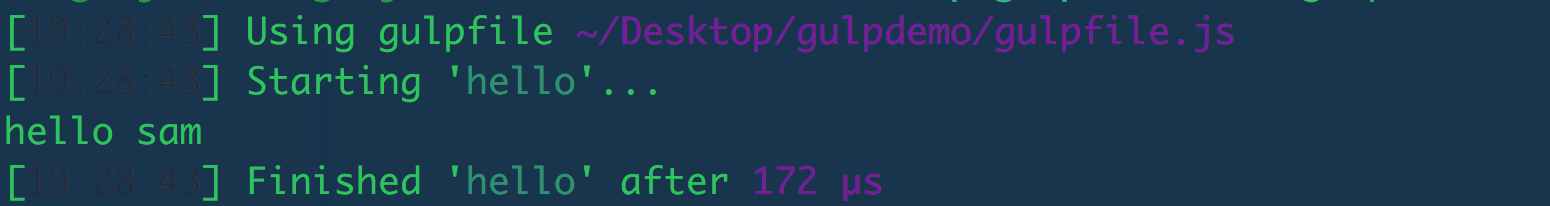 [19:28:43] Using gulpfile ~/Desktop/gulpdemo/gulpfile.js
[19:28:43] Starting 'hello'...
hello sam
[19:28:43] Finished 'hello' after 172 μs